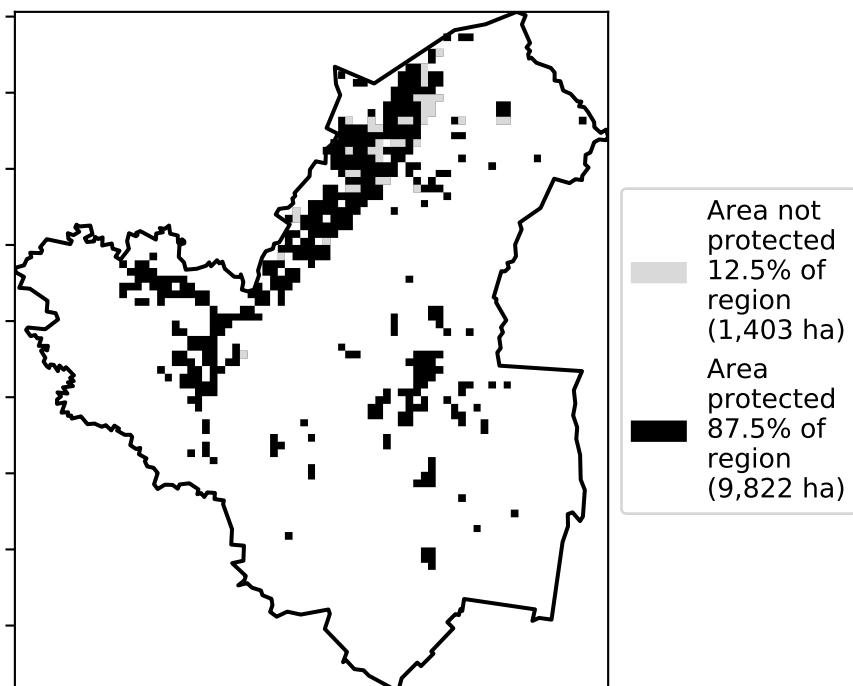 Area not
protected
12.5% of
region
(1,403 ha)
Area
protected
87.5% of
region
(9,822 ha)